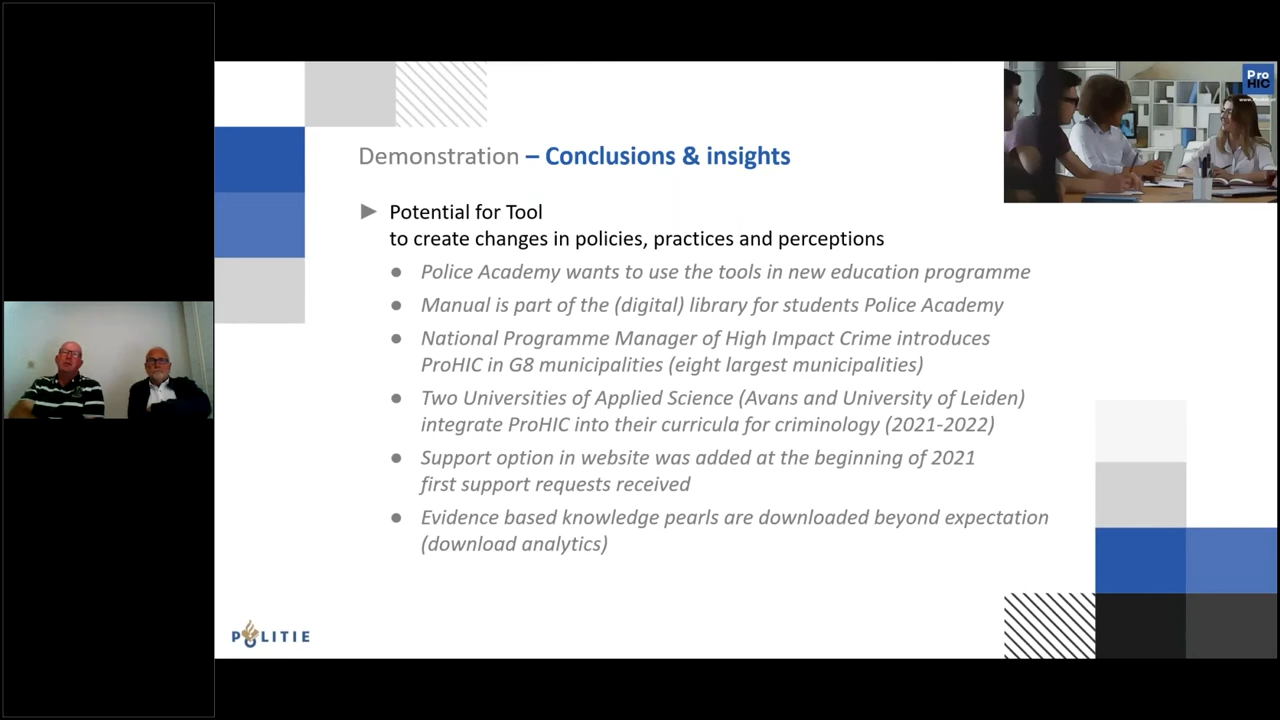 Pro
HIC
Demonstration – Conclusions & insights
Potential for Tool
to create changes in policies, practices and perceptions
Police Academy wants to use the tools in new education programme
Manual is part of the (digital) library for students Police Academy
National Programme Manager of High Impact Crime introduces
ProHIC in G8 municipalities (eight largest municipalities)
Two Universities of Applied Science (Avans and University of Leiden)
integrate ProHIC into their curricula for criminology (2021-2022)
Support option in website was added at the beginning of 2021
first support requests received
Evidence based knowledge pearls are downloaded beyond expectation
(download analytics)
POLITIE